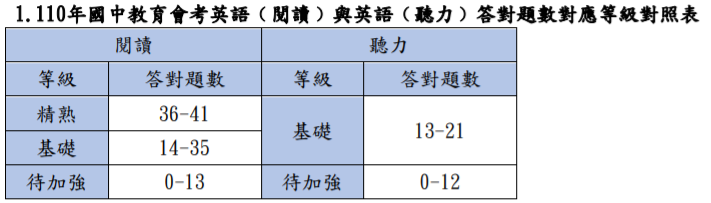 1.110年國中教育會考英語(閱讀)與英語(聽力)答對題數對應等級對照表
閱讀 聽力
等級 答對題數 等級 答對題數
精熟 36-41 基礎 13-21
基礎 14-35
待加強 0-13 待加強 0-12